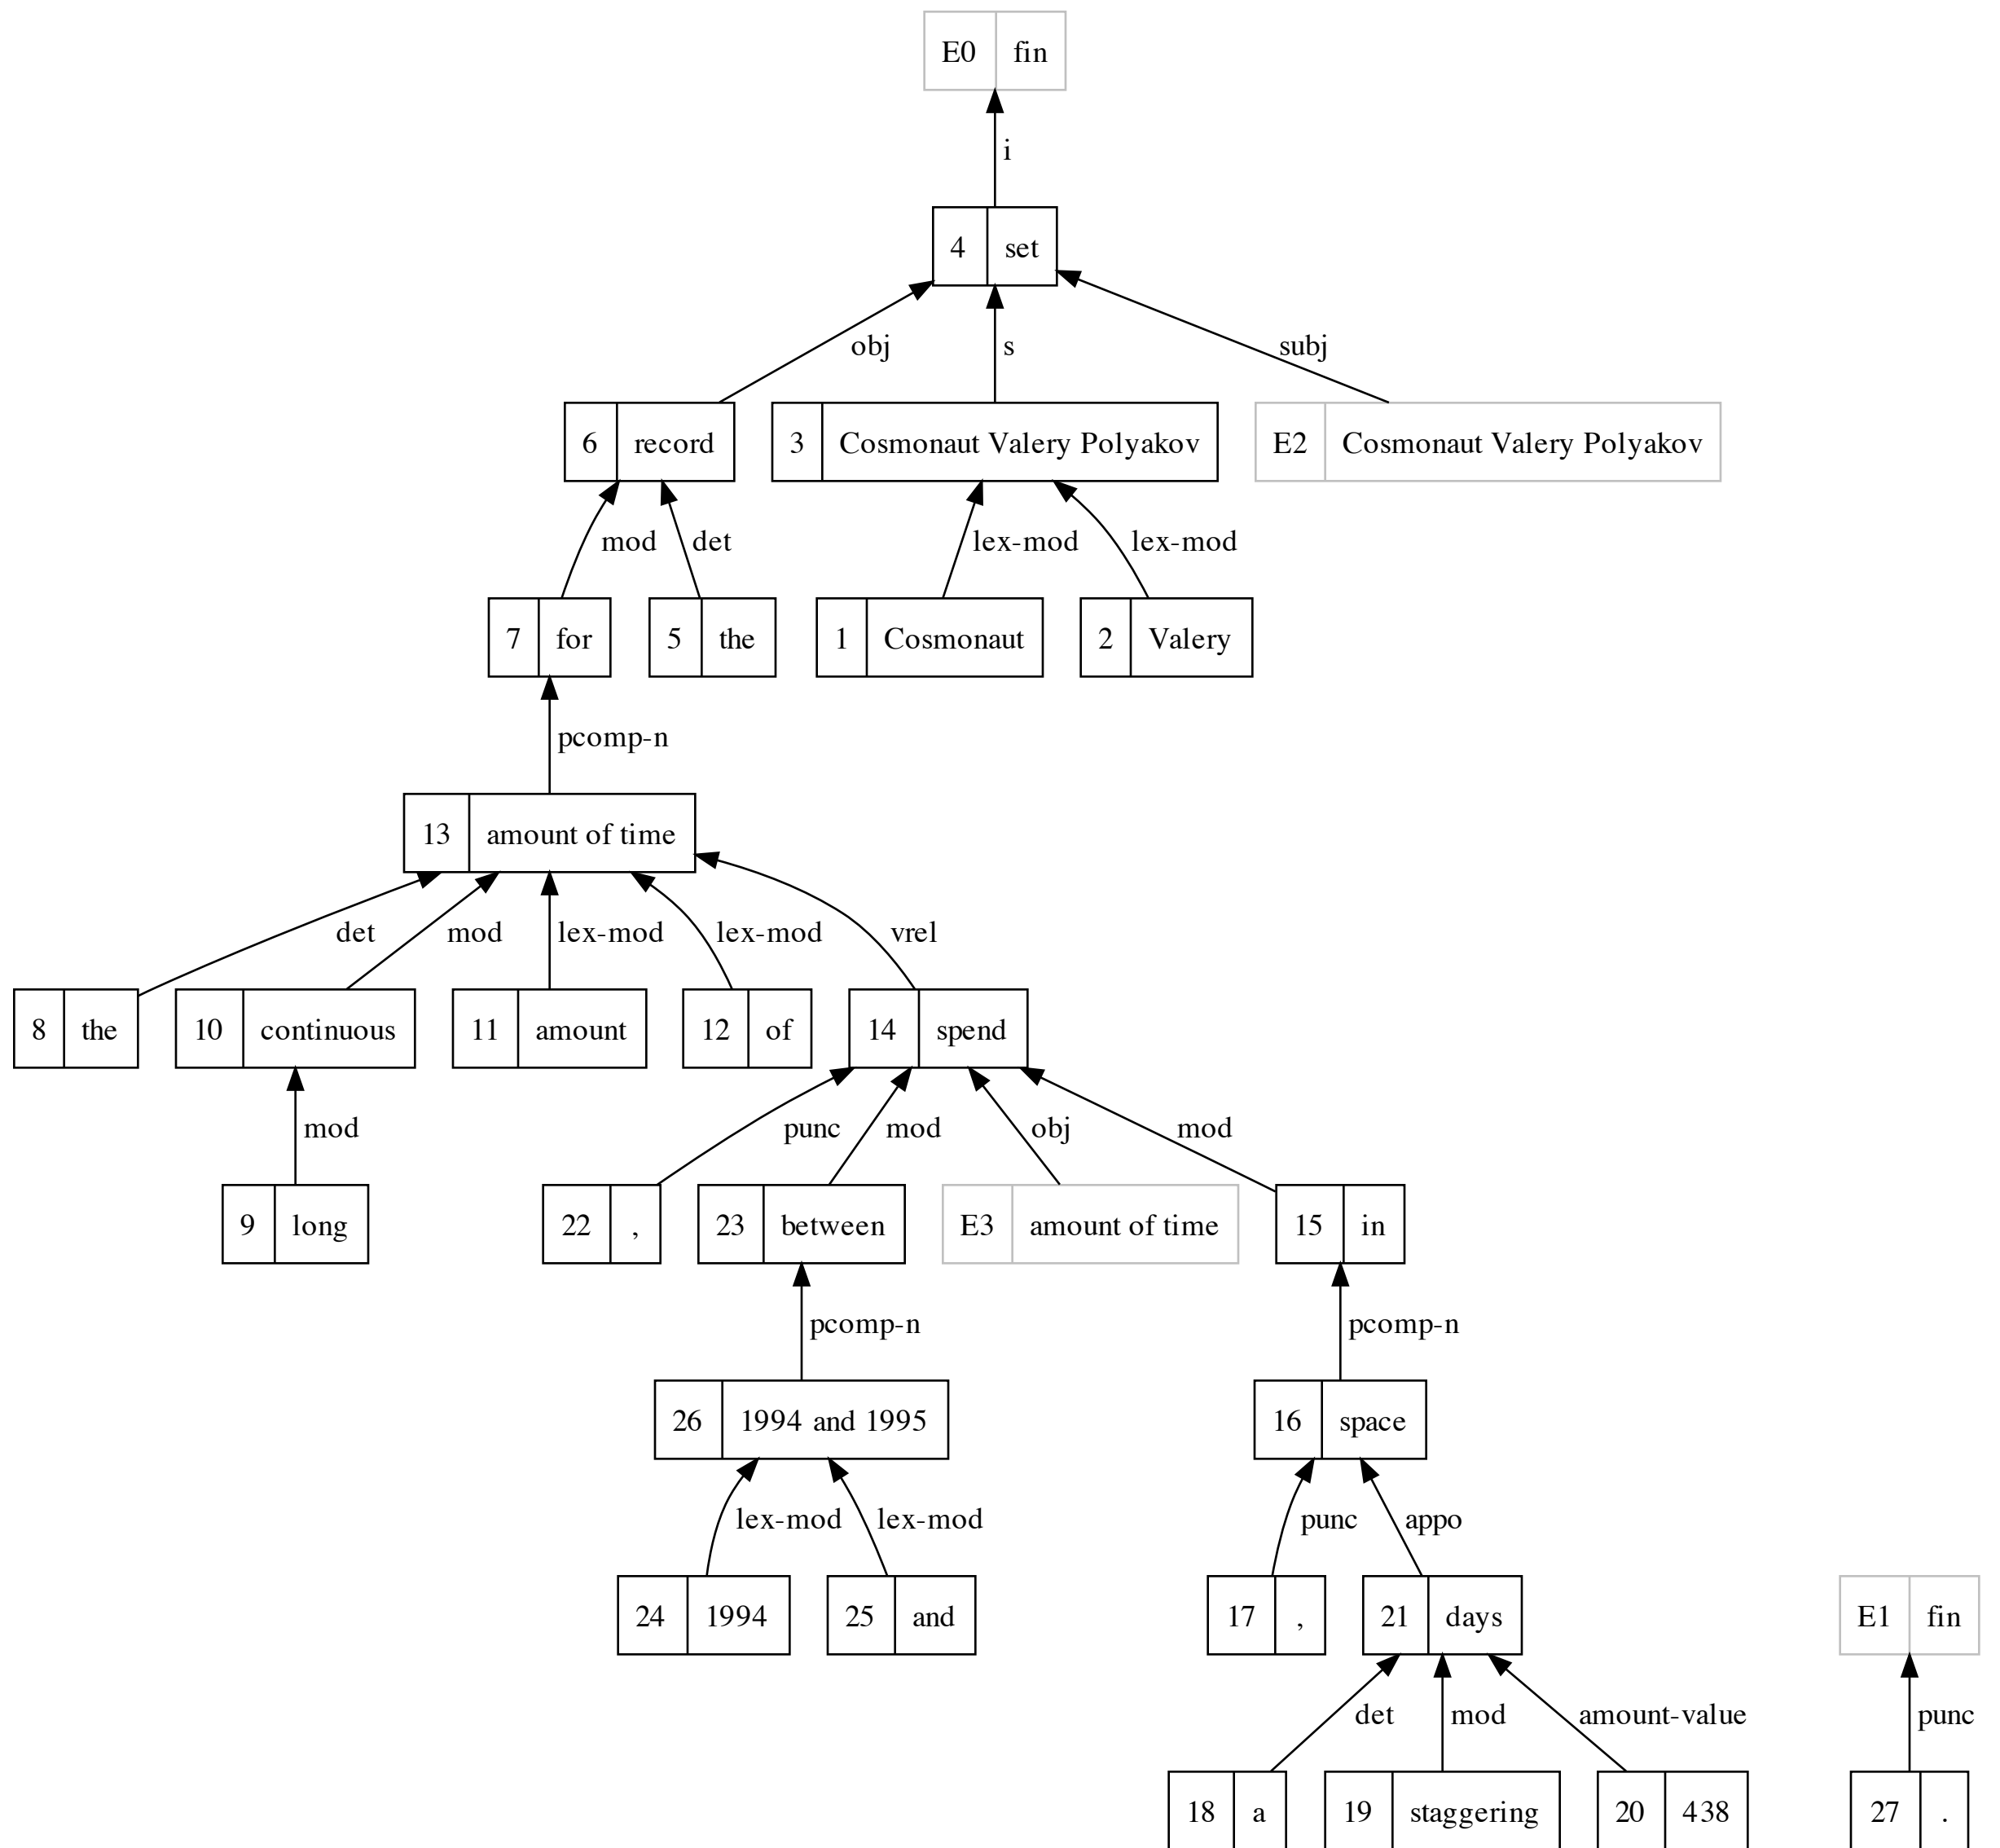 E0 fin
i
4 set
obj s subj
6 record 3 Cosmonaut Valery Polyakov E2 Cosmonaut Valery Polyakov
mod det lex-mod lex-mod
7 for 5 the 1 Cosmonaut 2 Valery
pcomp-n
13 amount of time
det mod lex-mod lex-mod vrel
8 the 10 continuous 11 amount 12 of 14 spend
mod punc mod obj mod
9 long 22 , 23 between E3 amount of time 15 in
pcomp-n pcomp-n
26 1994 and 1995 16 space
lex-mod lex-mod punc appo
24 1994 25 and 17 , 21 days E1 fin
det mod amount-value punc
18 a 19 staggering 20 438 27 .